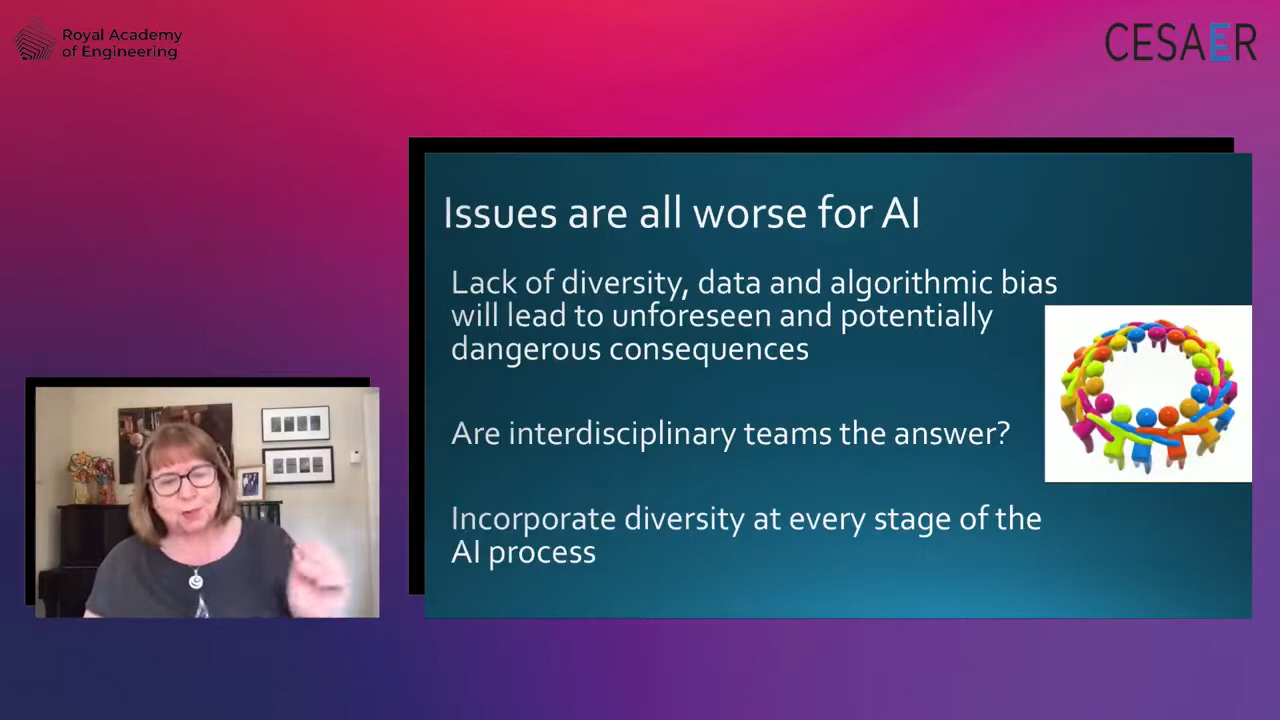 Royal Academy
of Engineering
CESAER
Issues are all worse for AI
Lack of diversity, data and algorithmic bias
will lead to unforeseen and potentially
dangerous consequences
Are interdisciplinary teams the answer?
Incorporate diversity at every stage of the
AI process